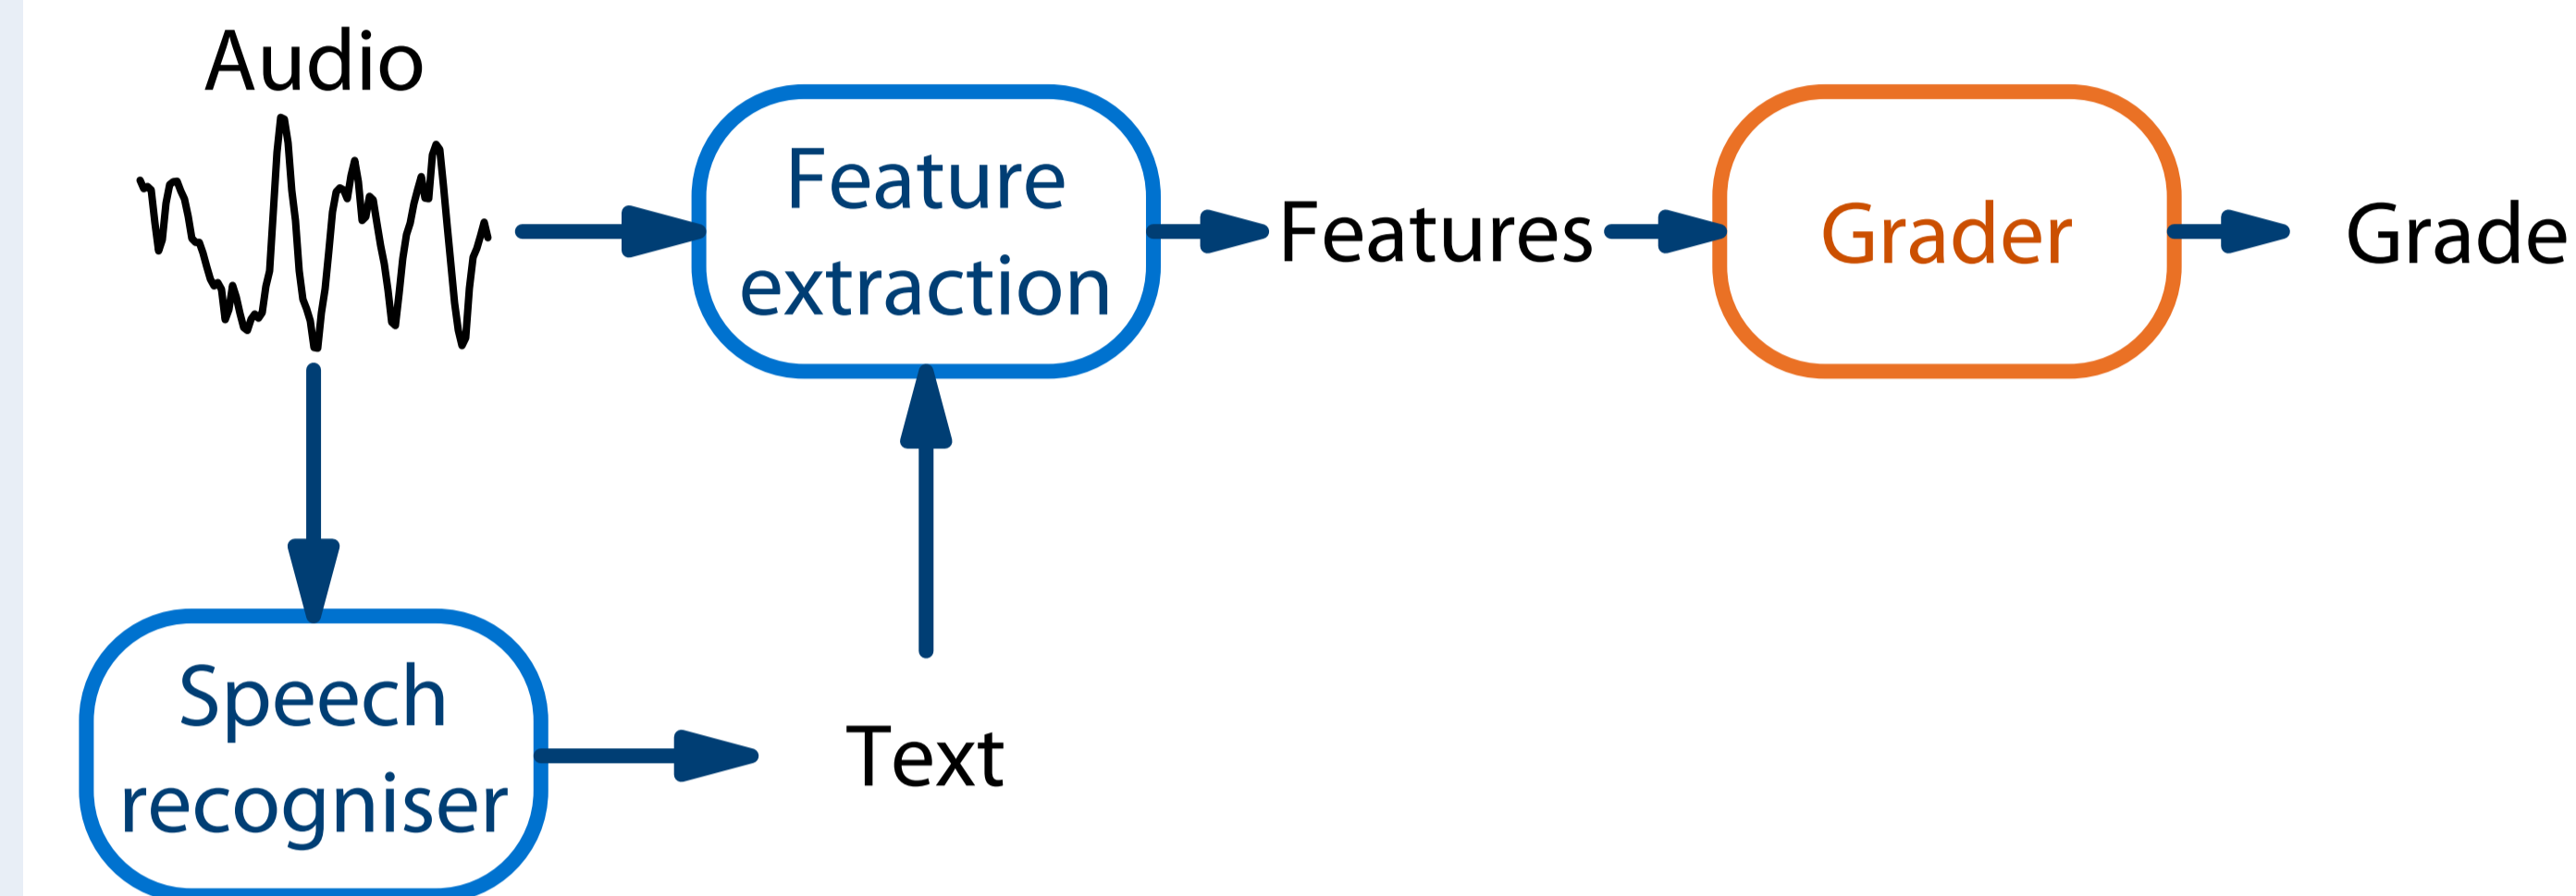 Audio
Feature
extraction
Features
Grader
Grade
Speech
recogniser
Text